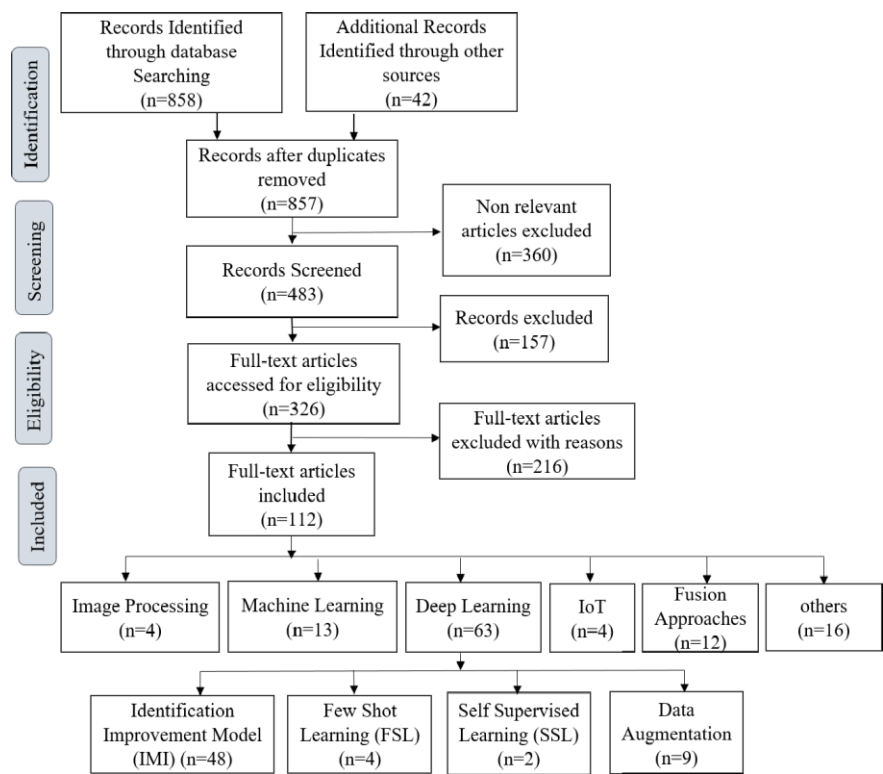 Identification
Records Identified
through database
Searching
(n=858)
Additional Records
Identified through other
sources
(n=42)
Records after duplicates
removed
(n=857)
Screening
Non relevant
articles excluded
(n=360)
Records Screened
(n=483)
Records excluded
(n=157)
Eligibility
Full-text articles
accessed for eligibility
(n=326)
Full-text articles
excluded with reasons
(n=216)
Included
Full-text articles
included
(n=112)
Image Processing
(n=4)
Machine Learning
(n=13)
Deep Learning
(n=63)
IoT
(n=4)
Fusion
Approaches
(n=12)
others
(n=16)
Identification
Improvement Model
(IMI) (n=48)
Few Shot
Learning (FSL)
(n=4)
Self Supervised
Learning (SSL)
(n=2)
Data
Augmentation
(n=9)